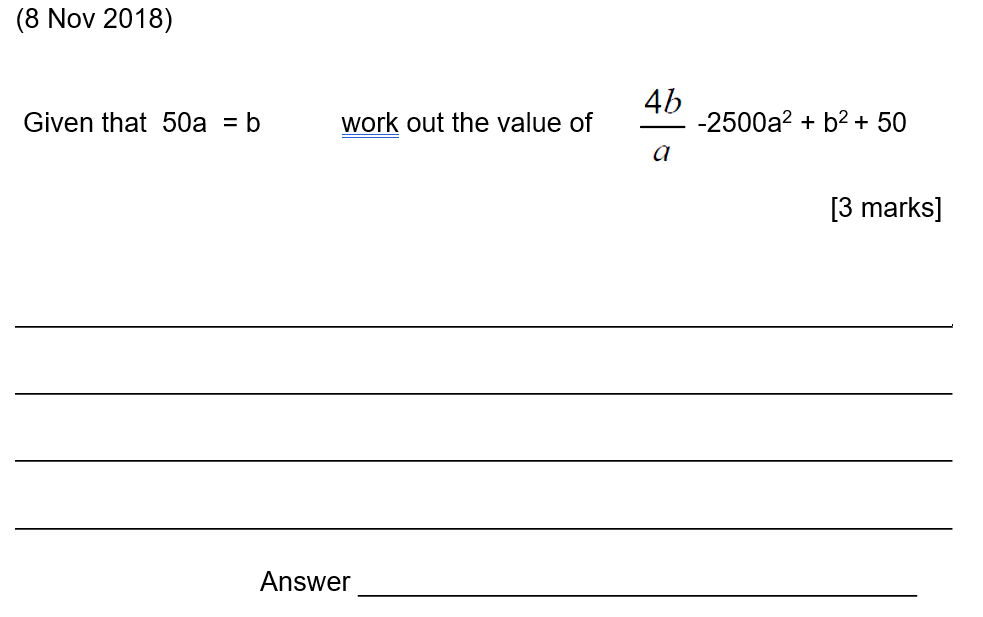 (8 Nov 2018)
Given that 50a = b work out the value of 4b/a -2500a² + b² + 50
[3 marks]
Answer